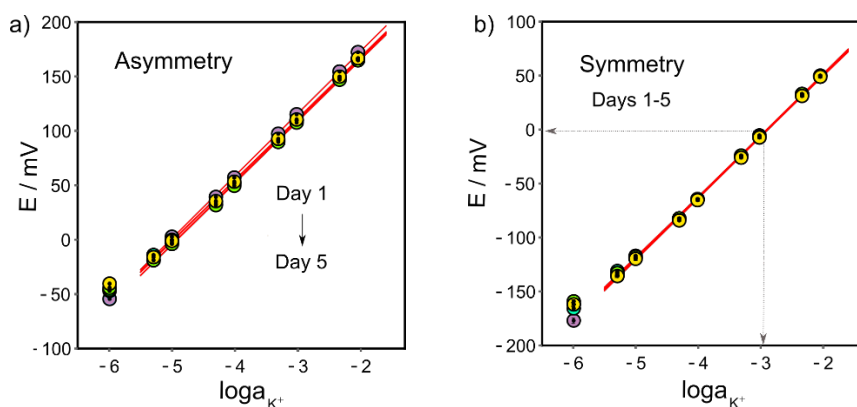 a)
Asymmetry
Day 1
Day 5
E / mV
200
150
100
50
0
-50
-100
-6
-5
-4
-3
-2
loga K⁺
b)
Symmetry
Days 1-5
E / mV
100
50
0
-50
-100
-150
-200
-6
-5
-4
-3
-2
loga K⁺